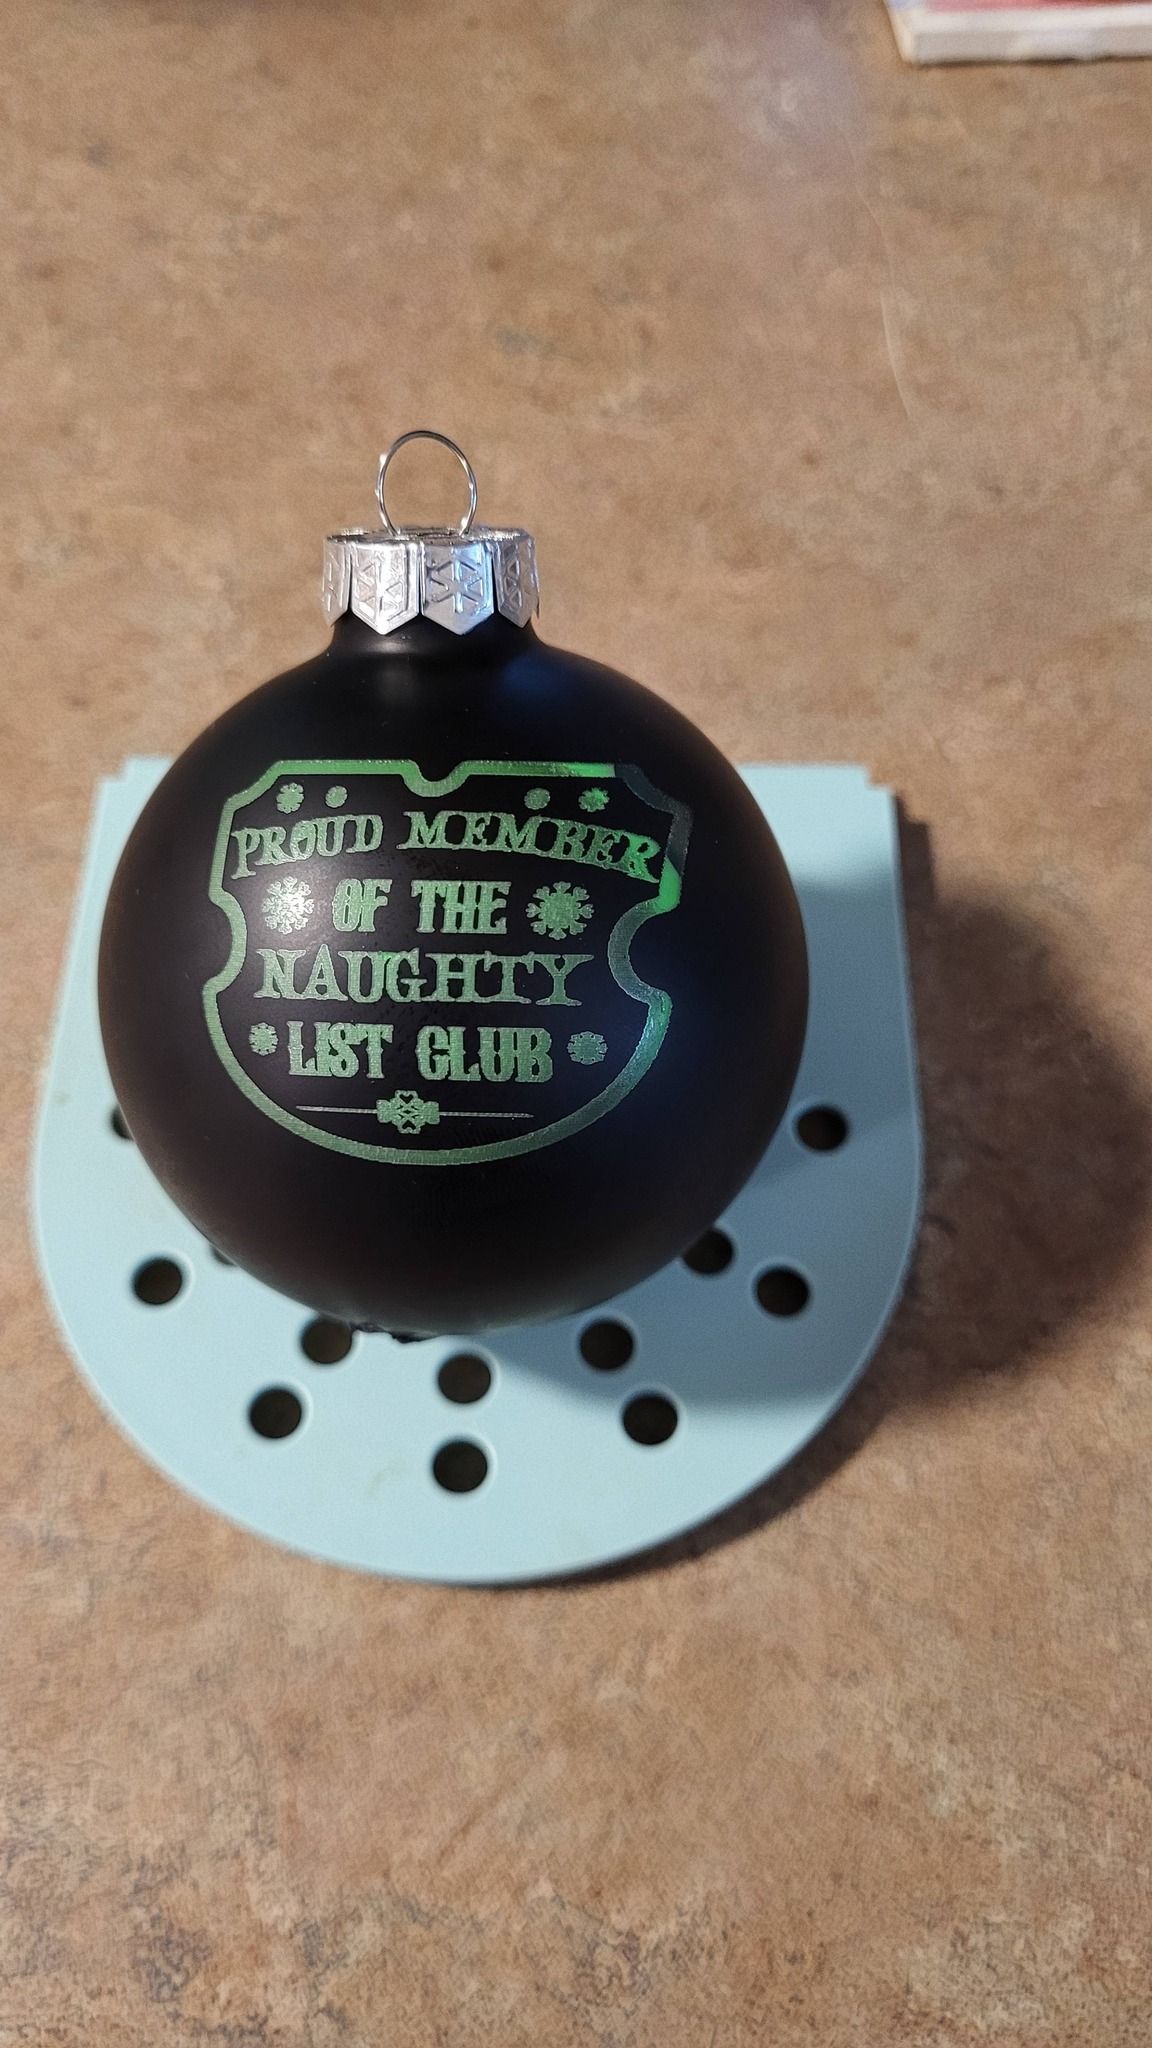 PROUD MEMBER
OF THE
NAUGHTY
LIST CLUB